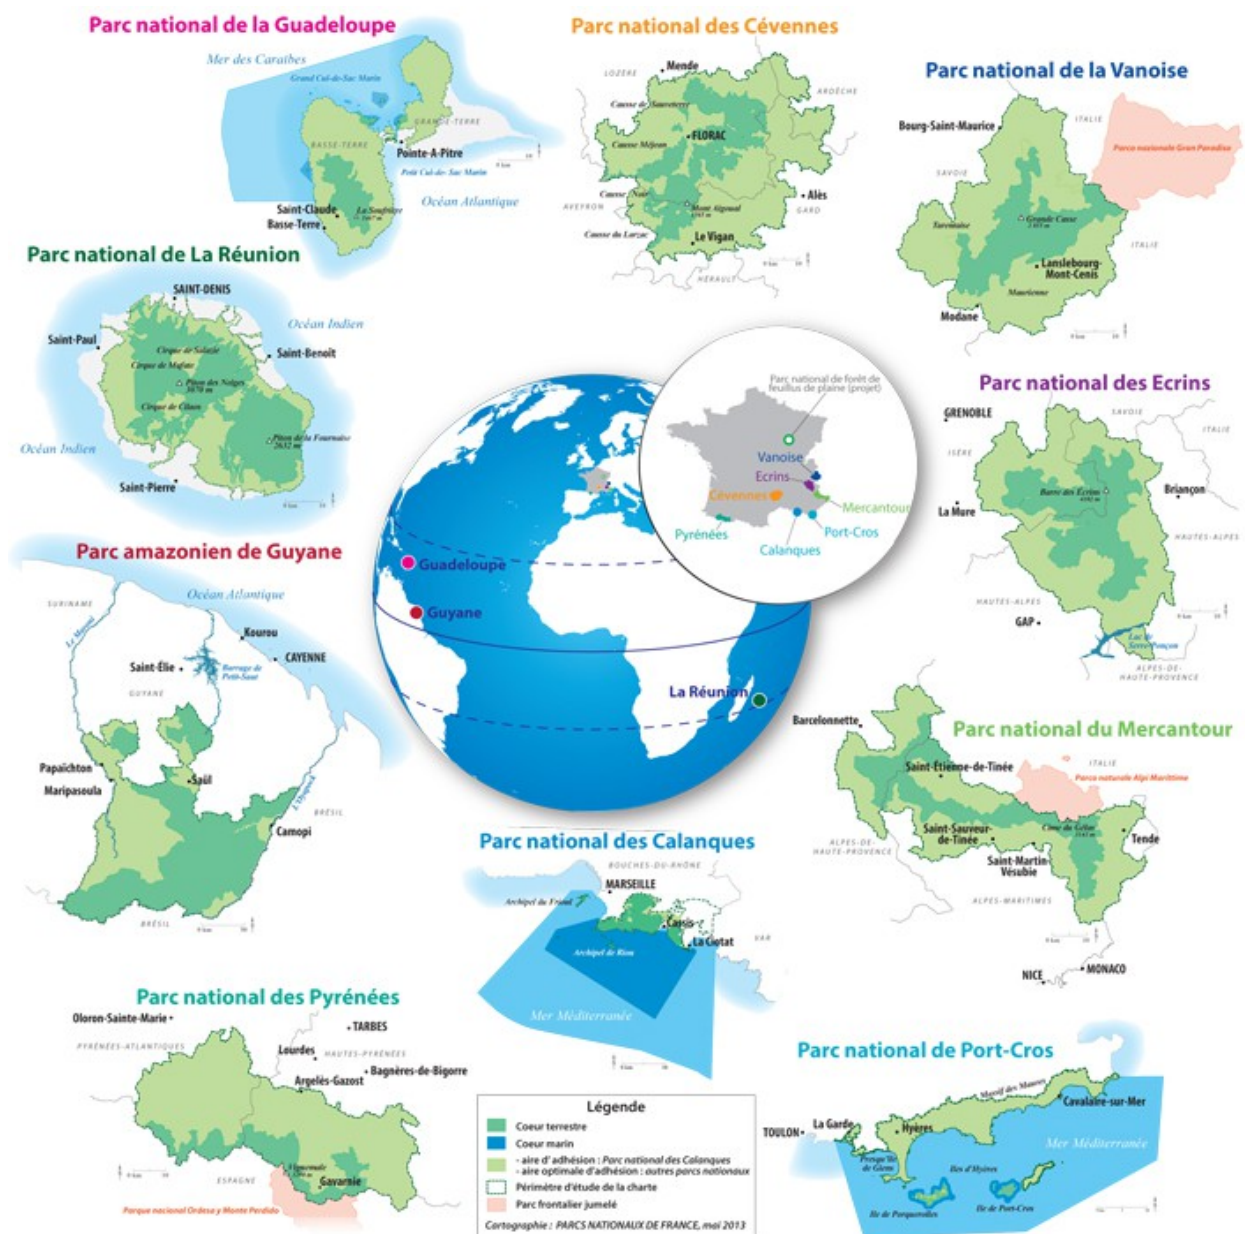 Parc national de la Guadeloupe
Mer des Caraïbes
Grand Cul-de-Sac Marin
GRANDE-TERRE
BASSE-TERRE
Pointe-A-Pitre
Petit Cul-de-Sac Marin
Océan Atlantique
Saint-Claude
Basse-Terre
La Soufrière
Parc national des Cévennes
Mende
LOZÈRE
ARDÈCHE
Causse de Sauveterre
FLORAC
Causse Méjean
Causse Noir
Mont Aigoual
Alès
AVEYRON
GARD
Causse du Larzac
Le Vigan
HÉRAULT
Parc national de la Vanoise
Bourg-Saint-Maurice
ITALIE
Parco nazionale Gran Paradiso
SAVOIE
Tarentaise
Grande Casse
ITALIE
Lanslebourg-
Mont-Cenis
Maurienne
Modane
Parc national de La Réunion
SAINT-DENIS
Océan Indien
Saint-Paul
Saint-Benoît
Cirque de Salazie
Cirque de Mafate
Piton des Neiges
3070 m
Cirque de Cilaos
Piton de la Fournaise
2632 m
Océan Indien
Saint-Pierre
Parc national de forêt de
feuillus de plaine (projet)
Vanoise
Ecrins
Cévennes
Mercantour
Pyrénées
Port-Cros
Calanques
Guadeloupe
Guyane
La Réunion
Parc national des Ecrins
GRENOBLE
SAVOIE
ITALIE
ISÈRE
Barre des Ecrins
4102 m
Briançon
La Mure
HAUTES-ALPES
HAUTES-ALPES
GAP
Lac de
Serre-Ponçon
ALPES-DE-
HAUTE-PROVENCE
Parc amazonien de Guyane
Océan Atlantique
SURINAME
Le Maroni
Kourou
CAYENNE
Saint-Élie
Barrage de
Petit-Saut
GUYANE
Papaïchton
Maripasoula
Saül
L'Oyapock
BRÉSIL
Camopi
BRÉSIL
Parc national du Mercantour
Barcelonnette
ITALIE
Saint-Étienne-de-Tinée
Parco naturale Alpi Marittime
Cime du Gélas
Tende
Saint-Sauveur-
de-Tinée
ALPES-DE-
HAUTE-PROVENCE
Saint-Martin-
Vésubie
ALPES-MARITIMES
NICE
MONACO
Parc national des Calanques
BOUCHES-DU-RHÔNE
MARSEILLE
Archipel du Frioul
Cassis
La Ciotat
VAR
Archipel de Riou
Mer Méditerranée
Parc national des Pyrénées
Oloron-Sainte-Marie
TARBES
PYRÉNÉES-ATLANTIQUES
Lourdes
HAUTES-PYRÉNÉES
Bagnères-de-Bigorre
Argelès-Gazost
Vignemale
Gavarnie
ESPAGNE
Parque nacional Ordesa y Monte Perdido
Parc national de Port-Cros
Massif des Maures
Cavalaire-sur-Mer
La Garde
TOULON
Hyères
Mer Méditerranée
Presqu'île
de Giens
Iles d'Hyères
Ile de Porquerolles
Ile de Port-Cros
Légende
Coeur terrestre
Coeur marin
- aire d'adhésion : Parc national des Calanques
- aire optimale d'adhésion : autres parcs nationaux
Périmètre d'étude de la charte
Parc frontalier jumelé
Cartographie : PARCS NATIONAUX DE FRANCE, mai 2013